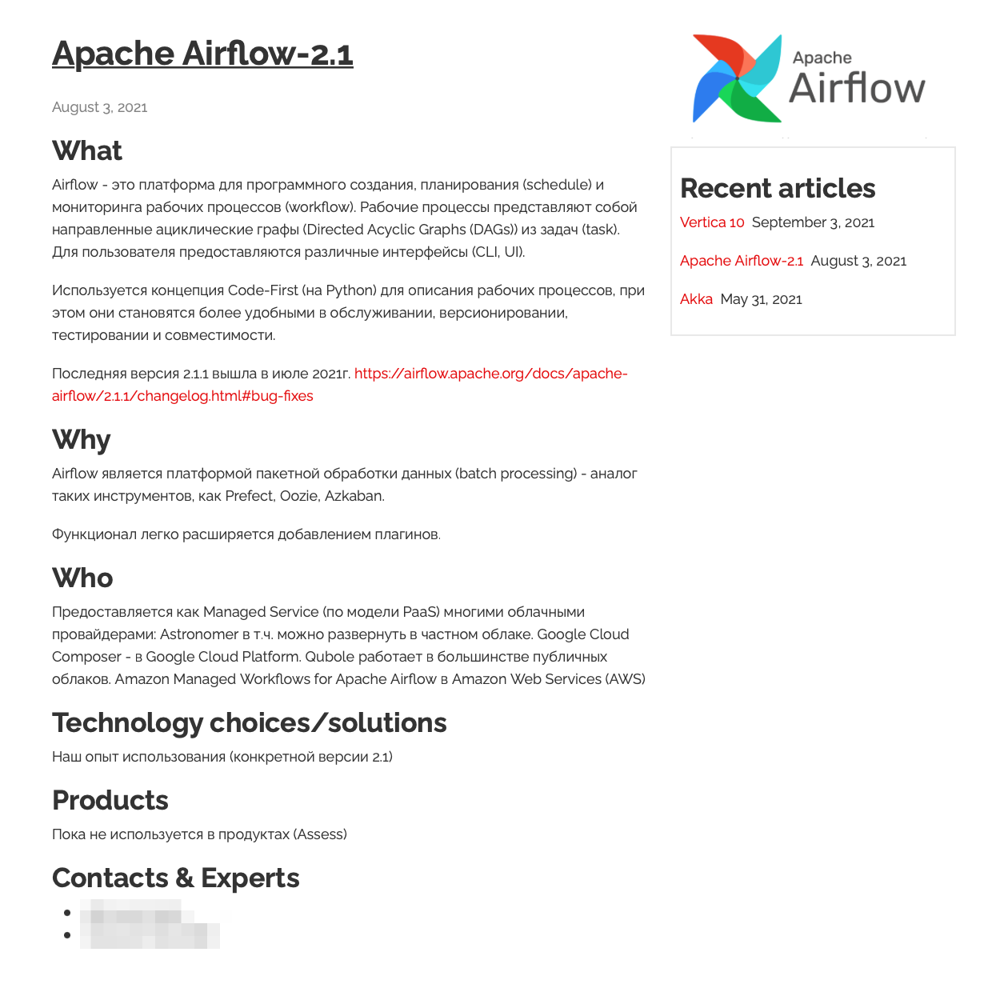 Apache Airflow-2.1
August 3, 2021
What
Airflow - это платформа для программного создания, планирования (schedule) и
мониторинга рабочих процессов (workflow). Рабочие процессы представляют собой
направленные ациклические графы (Directed Acyclic Graphs (DAGs)) из задач (task).
Для пользователя предоставляются различные интерфейсы (CLI, UI).
Используется концепция Code-First (на Python) для описания рабочих процессов, при
этом они становятся более удобными в обслуживании, версионировании,
тестировании и совместимости.
Последняя версия 2.1.1 вышла в июле 2021г. https://airflow.apache.org/docs/apache-
airflow/2.1.1/changelog.html#bug-fixes
Why
Airflow является платформой пакетной обработки данных (batch processing) - аналог
таких инструментов, как Prefect, Oozie, Azkaban.
Функционал легко расширяется добавлением плагинов.
Who
Предоставляется как Managed Service (по модели PaaS) многими облачными
провайдерами: Astronomer в т.ч. можно развернуть в частном облаке. Google Cloud
Composer - в Google Cloud Platform. Qubole работает в большинстве публичных
облаков. Amazon Managed Workflows for Apache Airflow в Amazon Web Services (AWS)
Technology choices/solutions
Наш опыт использования (конкретной версии 2.1)
Products
Пока не используется в продуктах (Assess)
Contacts & Experts
Apache
Airflow
Recent articles
Vertica 10 September 3, 2021
Apache Airflow-2.1 August 3, 2021
Akka May 31, 2021